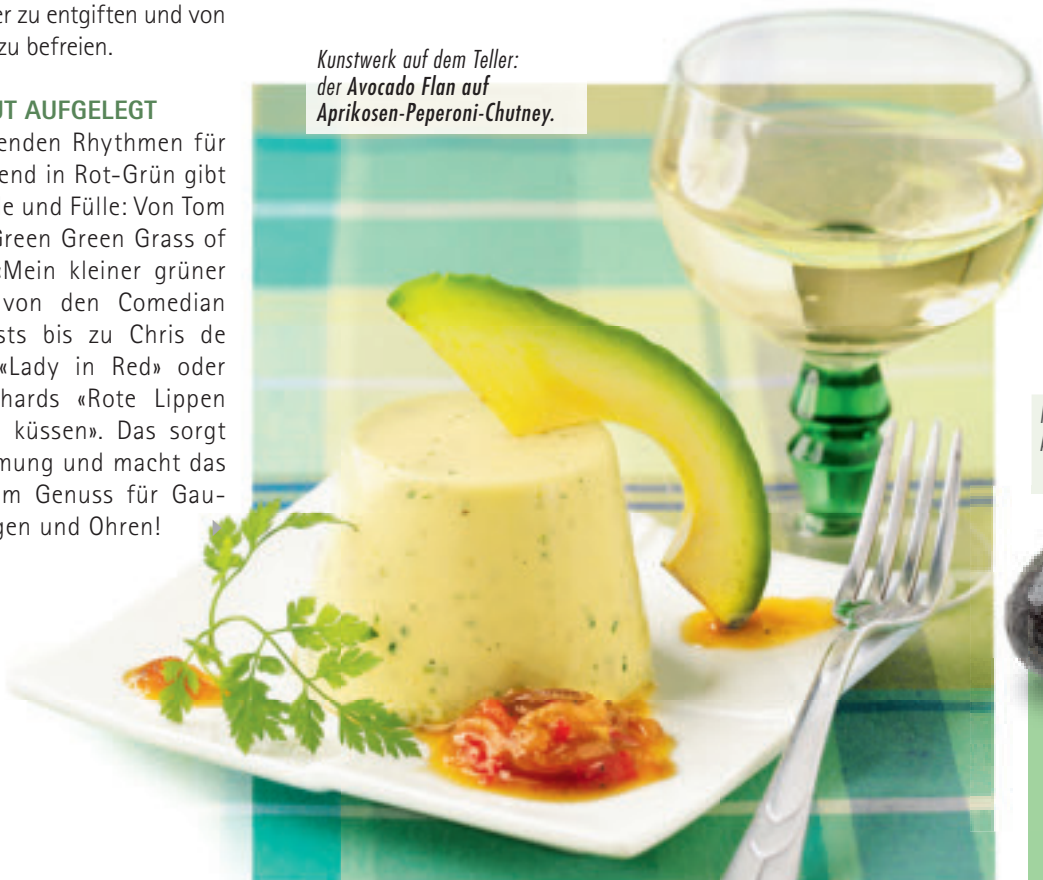 er zu entgiften und von
zu befreien.
UT AUFGELEGT
enden Rhythmen für
end in Rot-Grün gibt
e und Fülle: Von Tom
Green Green Grass of
«Mein kleiner grüner
von den Comedian
sts bis zu Chris de
«Lady in Red» oder
hards «Rote Lippen
küssen». Das sorgt
mung und macht das
m Genuss für Gau-
gen und Ohren!
Kunstwerk auf dem Teller:
der Avocado Flan auf
Aprikosen-Peperoni-Chutney.